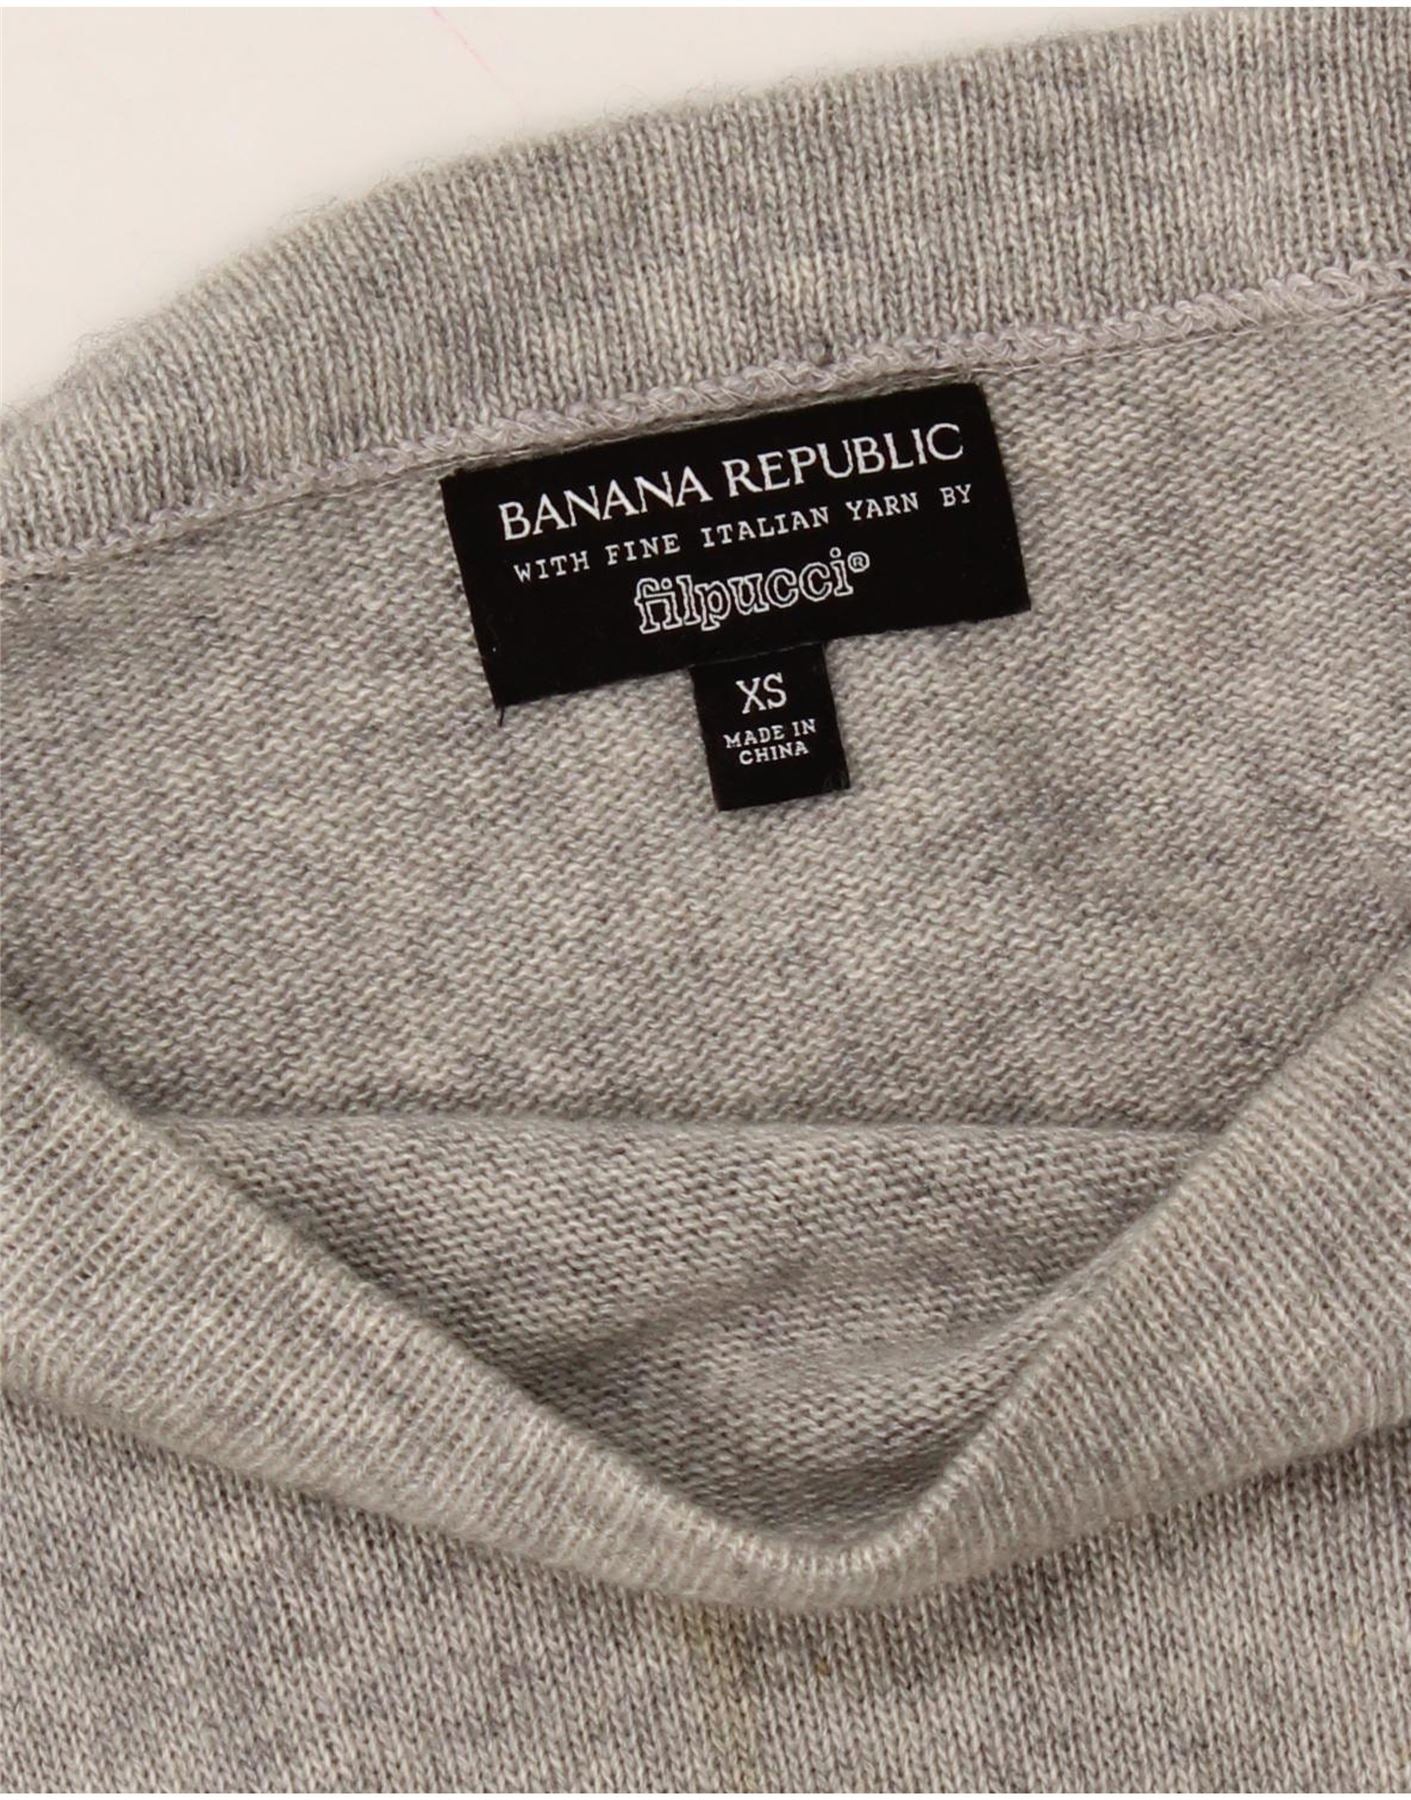 BANANA REPUBLIC
WITH FINE ITALIAN YARN BY
filpucci®
XS
MADE IN
CHINA